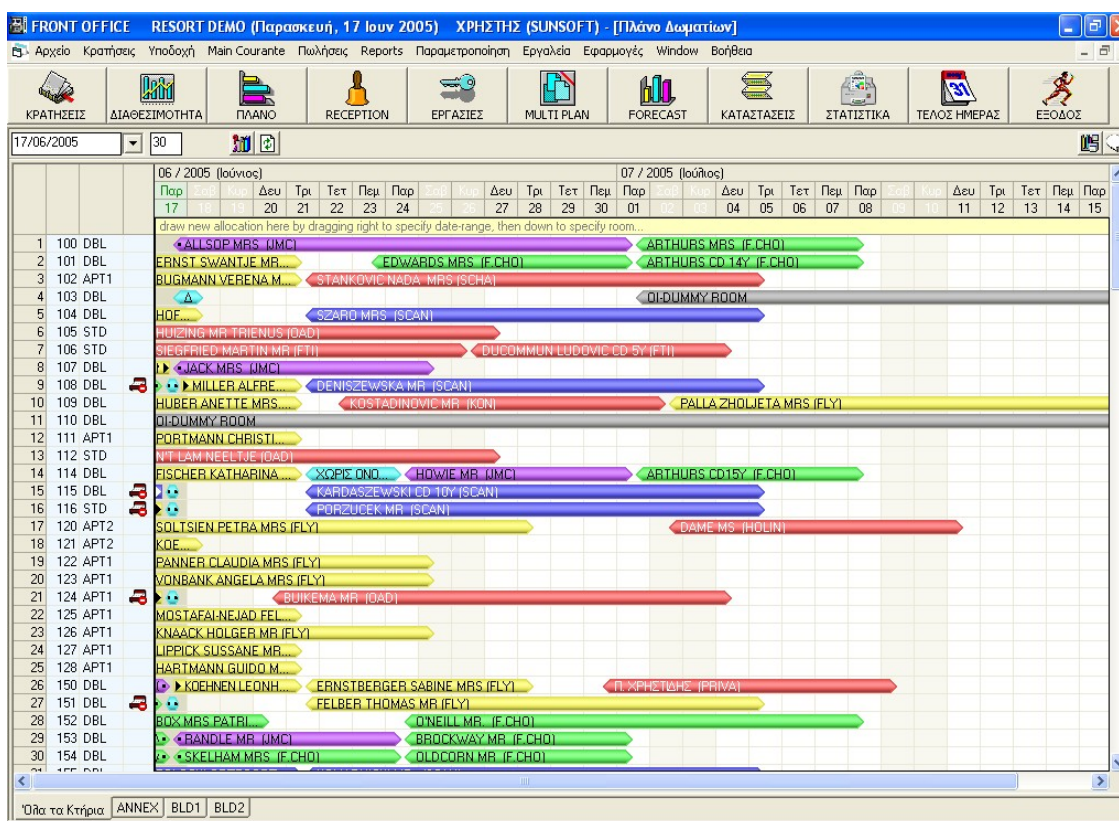 FRONT OFFICE RESORT DEMO (Παρασκευή, 17 Ιουν 2005) ΧΡΗΣΤΗΣ (SUNSOFT) - [Πλάνο Δωματίων]
Αρχείο Κρατήσεις Υποδοχή Main Courante Πωλήσεις Reports Παραμετροποίηση Εργαλεία Εφαρμογές Window Βοήθεια
ΚΡΑΤΗΣΕΙΣ ΔΙΑΘΕΣΙΜΟΤΗΤΑ ΠΛΑΝΟ RECEPTION ΕΡΓΑΣΙΕΣ MULTI PLAN FORECAST ΚΑΤΑΣΤΑΣΕΙΣ ΣΤΑΤΙΣΤΙΚΑ ΤΕΛΟΣ ΗΜΕΡΑΣ ΕΞΟΔΟΣ
17/06/2005 30
06 / 2005 (Ιούνιος) 07 / 2005 (Ιούλιος)
Παρ Σαβ Κυρ Δευ Τρι Τετ Πεμ Παρ Σαβ Κυρ Δευ Τρι Τετ Πεμ Παρ Σαβ Κυρ Δευ Τρι Τετ Πεμ Παρ Σαβ Κυρ Δευ Τρι Τετ Πεμ Παρ
17 18 19 20 21 22 23 24 25 26 27 28 29 30 01 02 03 04 05 06 07 08 09 10 11 12 13 14 15
draw new allocation here by dragging right to specify date-range, then down to specify room...
1 100 DBL ALLSOP MRS (JMC) ARTHURS MRS (F.CHO)
2 101 DBL ERNST SWANTJE MR... EDWARDS MRS (F.CHO) ARTHURS CD 14Y (F.CHO)
3 102 APT1 BUGMANN VERENA M... STANKOVIC NADA MRS (SCHA)
4 103 DBL Δ OI-DUMMY ROOM
5 104 DBL HOF... SZARO MRS (SCAN)
6 105 STD HUIZING MR TRIENUS (OAD)
7 106 STD SIEGFRIED MARTIN MR (FTI) DUCOMMUN LUDOVIC CD 5Y (FTI)
8 107 DBL JACK MRS (JMC)
9 108 DBL MILLER ALFRE... DENISZEWSKA MR (SCAN)
10 109 DBL HUBER ANETTE MRS.... KOSTADINOVIC MR (KON) PALLA ZHOLJETA MRS (FLY)
11 110 DBL OI-DUMMY ROOM
12 111 APT1 PORTMANN CHRISTI...
13 112 STD N'T LAM NEELTJE (OAD)
14 114 DBL FISCHER KATHARINA ... ΧΩΡΙΣ ΟΝΟ... HOWIE MR (JMC) ARTHURS CD15Y (F.CHO)
15 115 DBL KARDASZEWSKI CD 10Y (SCAN)
16 116 STD PORZUCEK MR (SCAN)
17 120 APT2 SOLTSIEN PETRA MRS (FLY) DAME MS (HOLIN)
18 121 APT2 KOE...
19 122 APT1 PANNER CLAUDIA MRS (FLY)
20 123 APT1 VONBANK ANGELA MRS (FLY)
21 124 APT1 BUIKEMA MR (OAD)
22 125 APT1 MOSTAFAI-NEJAD FEL...
23 126 APT1 KNAACK HOLGER MR (FLY)
24 127 APT1 LIPPICK SUSSANE MR...
25 128 APT1 HARTMANN GUIDO M...
26 150 DBL KOEHNEN LEONH... ERNSTBERGER SABINE MRS (FLY) Π. ΧΡΗΣΤΙΔΗΣ (PRIVA)
27 151 DBL FELBER THOMAS MR (FLY)
28 152 DBL BOX MRS PATRI... O'NEILL MR. (F.CHO)
29 153 DBL RANDLE MR (JMC) BROCKWAY MR (F.CHO)
30 154 DBL SKELHAM MRS (F.CHO) OLDCORN MR (F.CHO)
Όλα τα Κτήρια ANNEX BLD1 BLD2